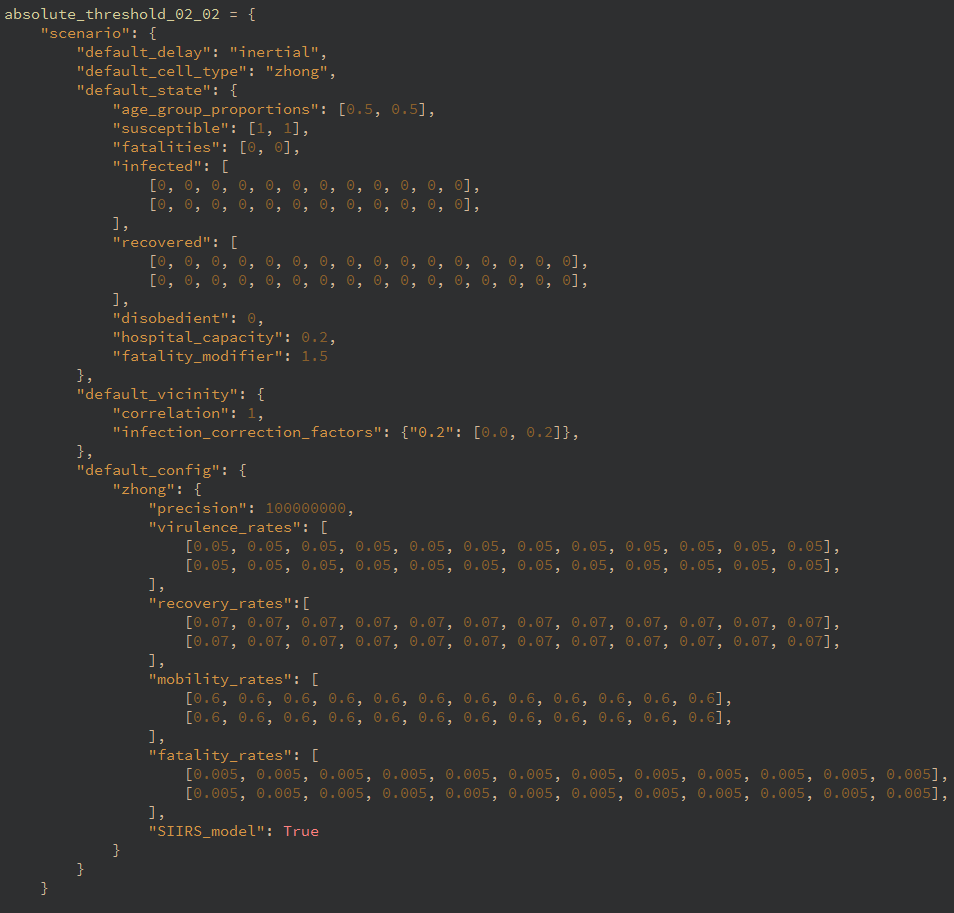 absolute_threshold_02_02 = {
"scenario": {
"default_delay": "inertial",
"default_cell_type": "zhong",
"default_state": {
"age_group_proportions": [0.5, 0.5],
"susceptible": [1, 1],
"fatalities": [0, 0],
"infected": [
[0, 0, 0, 0, 0, 0, 0, 0, 0, 0, 0, 0],
[0, 0, 0, 0, 0, 0, 0, 0, 0, 0, 0, 0],
],
"recovered": [
[0, 0, 0, 0, 0, 0, 0, 0, 0, 0, 0, 0, 0, 0, 0, 0],
[0, 0, 0, 0, 0, 0, 0, 0, 0, 0, 0, 0, 0, 0, 0, 0],
],
"disobedient": 0,
"hospital_capacity": 0.2,
"fatality_modifier": 1.5
},
"default_vicinity": {
"correlation": 1,
"infection_correction_factors": {"0.2": [0.0, 0.2]},
},
"default_config": {
"zhong": {
"precision": 100000000,
"virulence_rates": [
[0.05, 0.05, 0.05, 0.05, 0.05, 0.05, 0.05, 0.05, 0.05, 0.05, 0.05, 0.05],
[0.05, 0.05, 0.05, 0.05, 0.05, 0.05, 0.05, 0.05, 0.05, 0.05, 0.05, 0.05],
],
"recovery_rates":[
[0.07, 0.07, 0.07, 0.07, 0.07, 0.07, 0.07, 0.07, 0.07, 0.07, 0.07, 0.07],
[0.07, 0.07, 0.07, 0.07, 0.07, 0.07, 0.07, 0.07, 0.07, 0.07, 0.07, 0.07],
],
"mobility_rates": [
[0.6, 0.6, 0.6, 0.6, 0.6, 0.6, 0.6, 0.6, 0.6, 0.6, 0.6, 0.6],
[0.6, 0.6, 0.6, 0.6, 0.6, 0.6, 0.6, 0.6, 0.6, 0.6, 0.6, 0.6],
],
"fatality_rates": [
[0.005, 0.005, 0.005, 0.005, 0.005, 0.005, 0.005, 0.005, 0.005, 0.005, 0.005, 0.005],
[0.005, 0.005, 0.005, 0.005, 0.005, 0.005, 0.005, 0.005, 0.005, 0.005, 0.005, 0.005],
],
"SIIRS_model": True
}
}
}